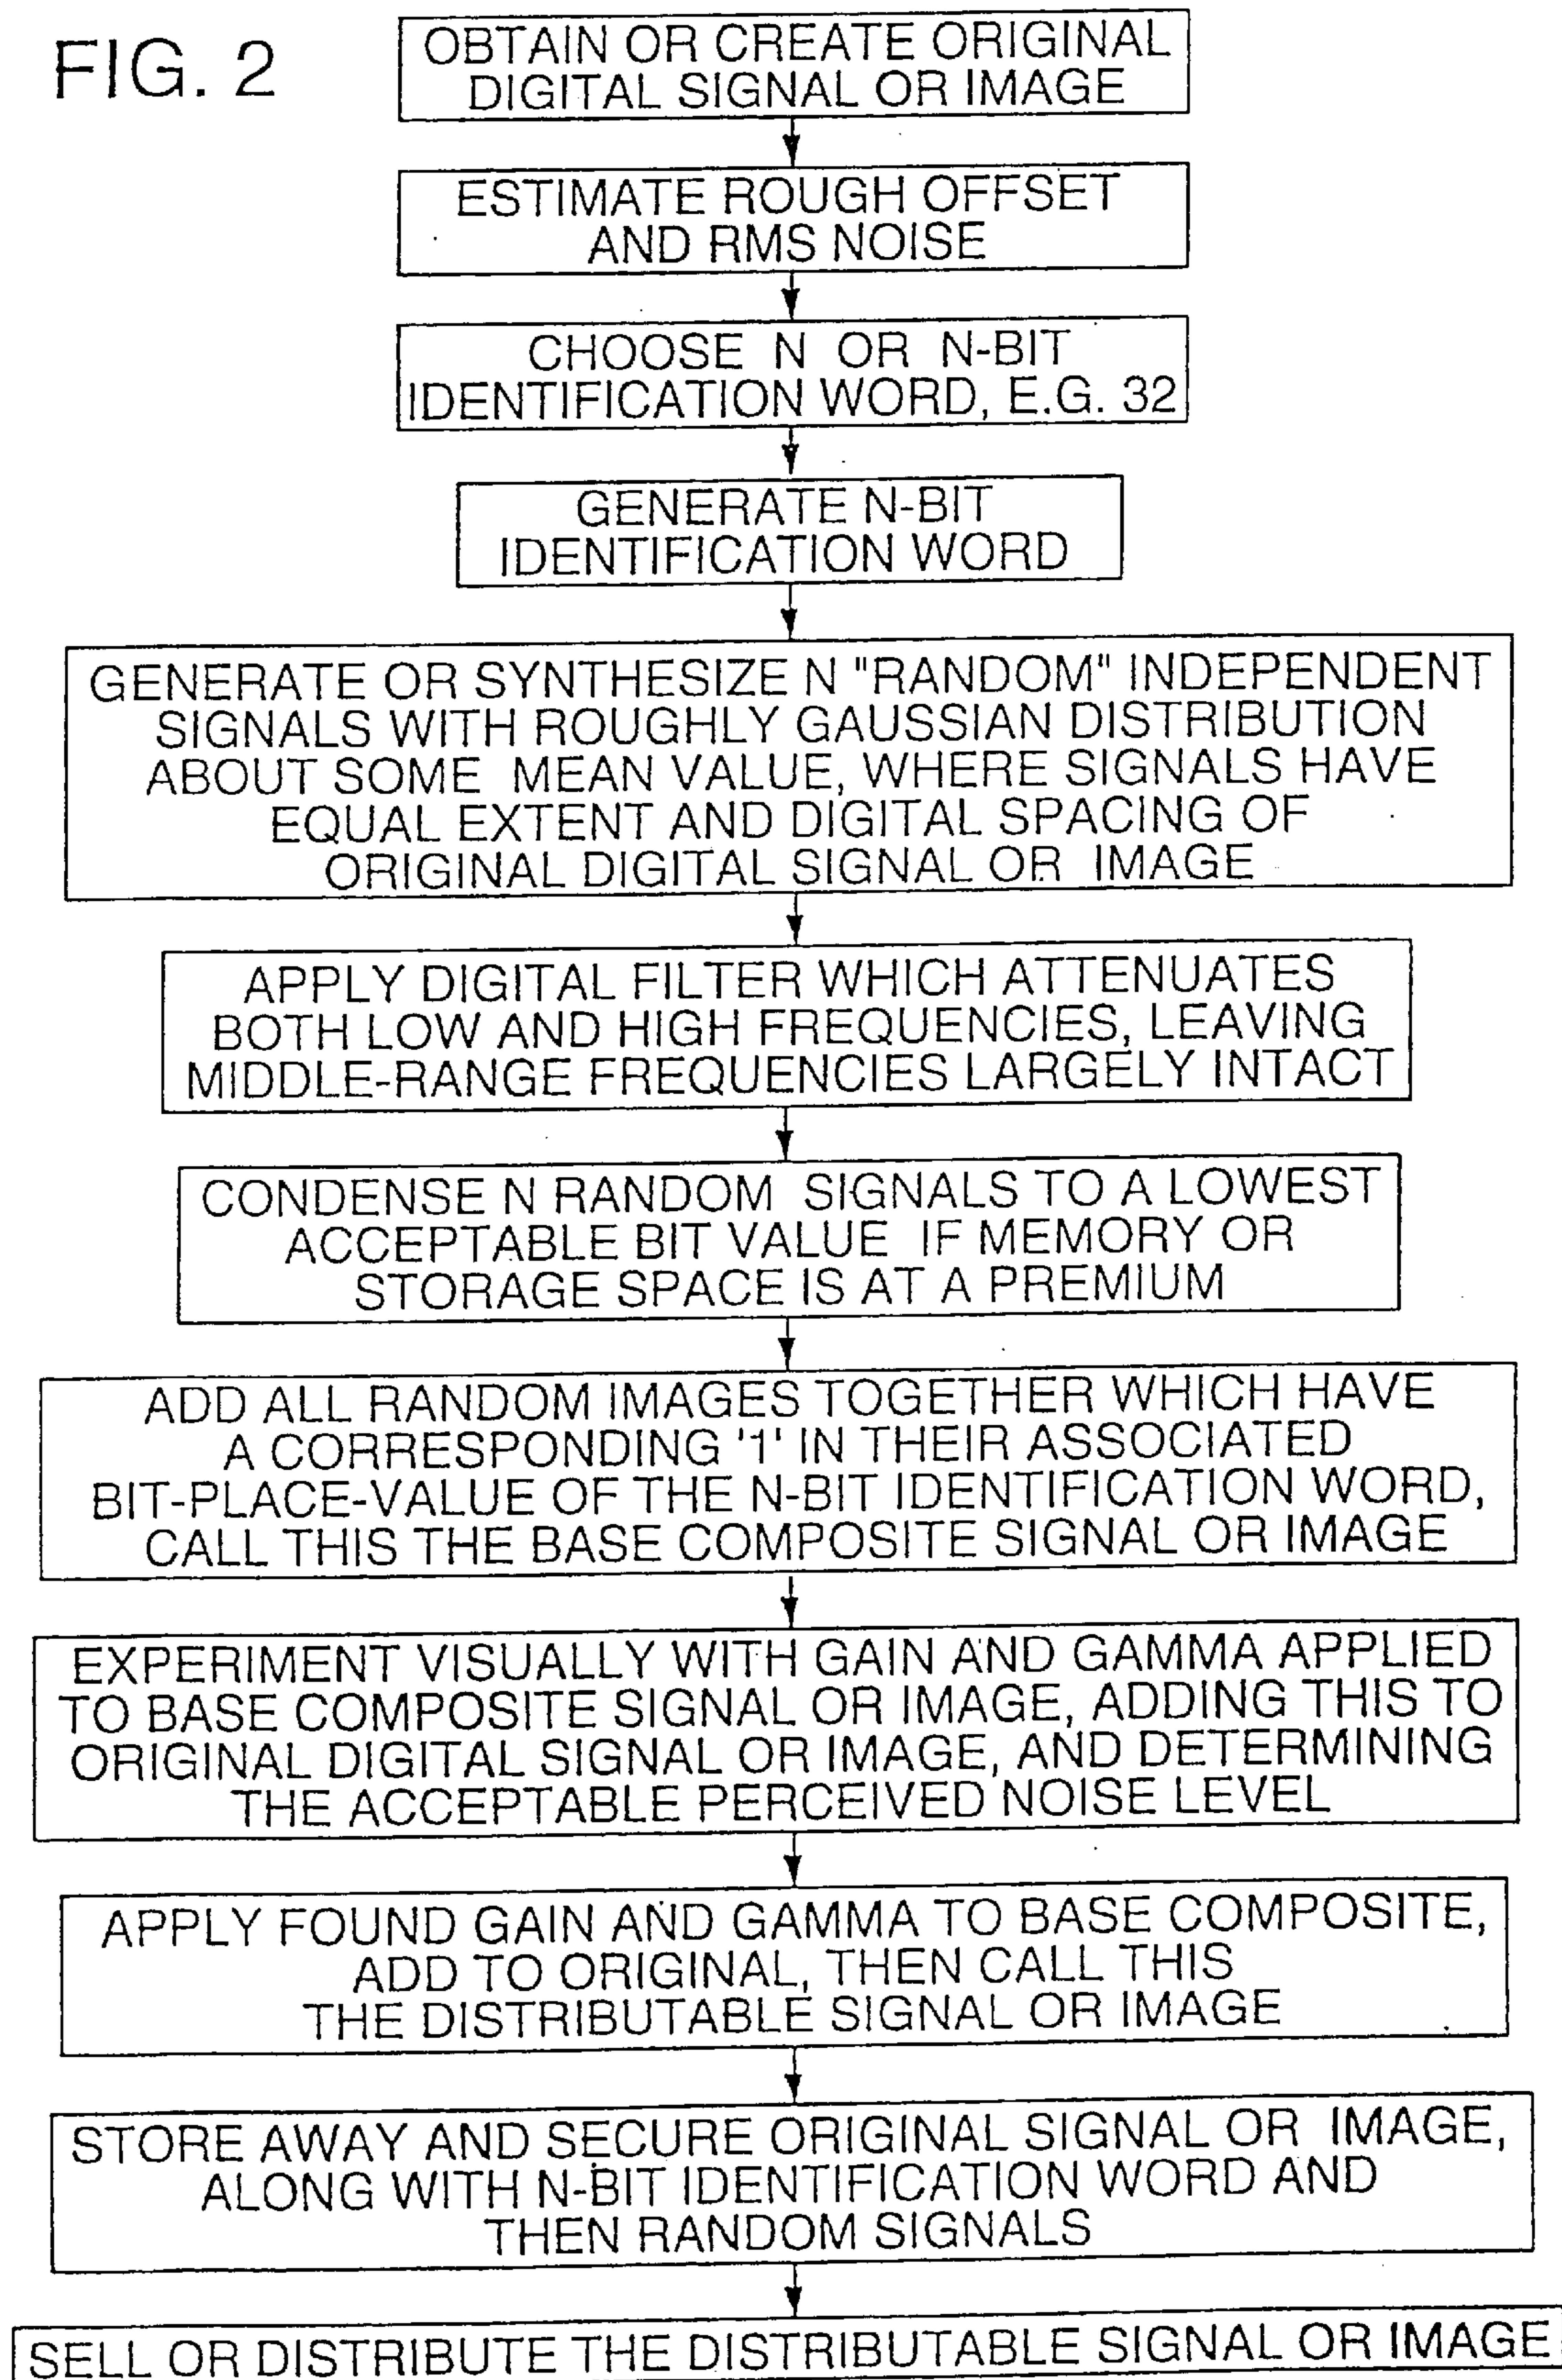 FIG. 2
OBTAIN OR CREATE ORIGINAL
DIGITAL SIGNAL OR IMAGE
ESTIMATE ROUGH OFFSET
AND RMS NOISE
CHOOSE N OR N-BIT
IDENTIFICATION WORD, E.G. 32
GENERATE N-BIT
IDENTIFICATION WORD
GENERATE OR SYNTHESIZE N "RANDOM" INDEPENDENT
SIGNALS WITH ROUGHLY GAUSSIAN DISTRIBUTION
ABOUT SOME MEAN VALUE, WHERE SIGNALS HAVE
EQUAL EXTENT AND DIGITAL SPACING OF
ORIGINAL DIGITAL SIGNAL OR IMAGE
APPLY DIGITAL FILTER WHICH ATTENUATES
BOTH LOW AND HIGH FREQUENCIES, LEAVING
MIDDLE-RANGE FREQUENCIES LARGELY INTACT
CONDENSE N RANDOM SIGNALS TO A LOWEST
ACCEPTABLE BIT VALUE IF MEMORY OR
STORAGE SPACE IS AT A PREMIUM
ADD ALL RANDOM IMAGES TOGETHER WHICH HAVE
A CORRESPONDING '1' IN THEIR ASSOCIATED
BIT-PLACE-VALUE OF THE N-BIT IDENTIFICATION WORD,
CALL THIS THE BASE COMPOSITE SIGNAL OR IMAGE
EXPERIMENT VISUALLY WITH GAIN AND GAMMA APPLIED
TO BASE COMPOSITE SIGNAL OR IMAGE, ADDING THIS TO
ORIGINAL DIGITAL SIGNAL OR IMAGE, AND DETERMINING
THE ACCEPTABLE PERCEIVED NOISE LEVEL
APPLY FOUND GAIN AND GAMMA TO BASE COMPOSITE,
ADD TO ORIGINAL, THEN CALL THIS
THE DISTRIBUTABLE SIGNAL OR IMAGE
STORE AWAY AND SECURE ORIGINAL SIGNAL OR IMAGE,
ALONG WITH N-BIT IDENTIFICATION WORD AND
THEN RANDOM SIGNALS
SELL OR DISTRIBUTE THE DISTRIBUTABLE SIGNAL OR IMAGE